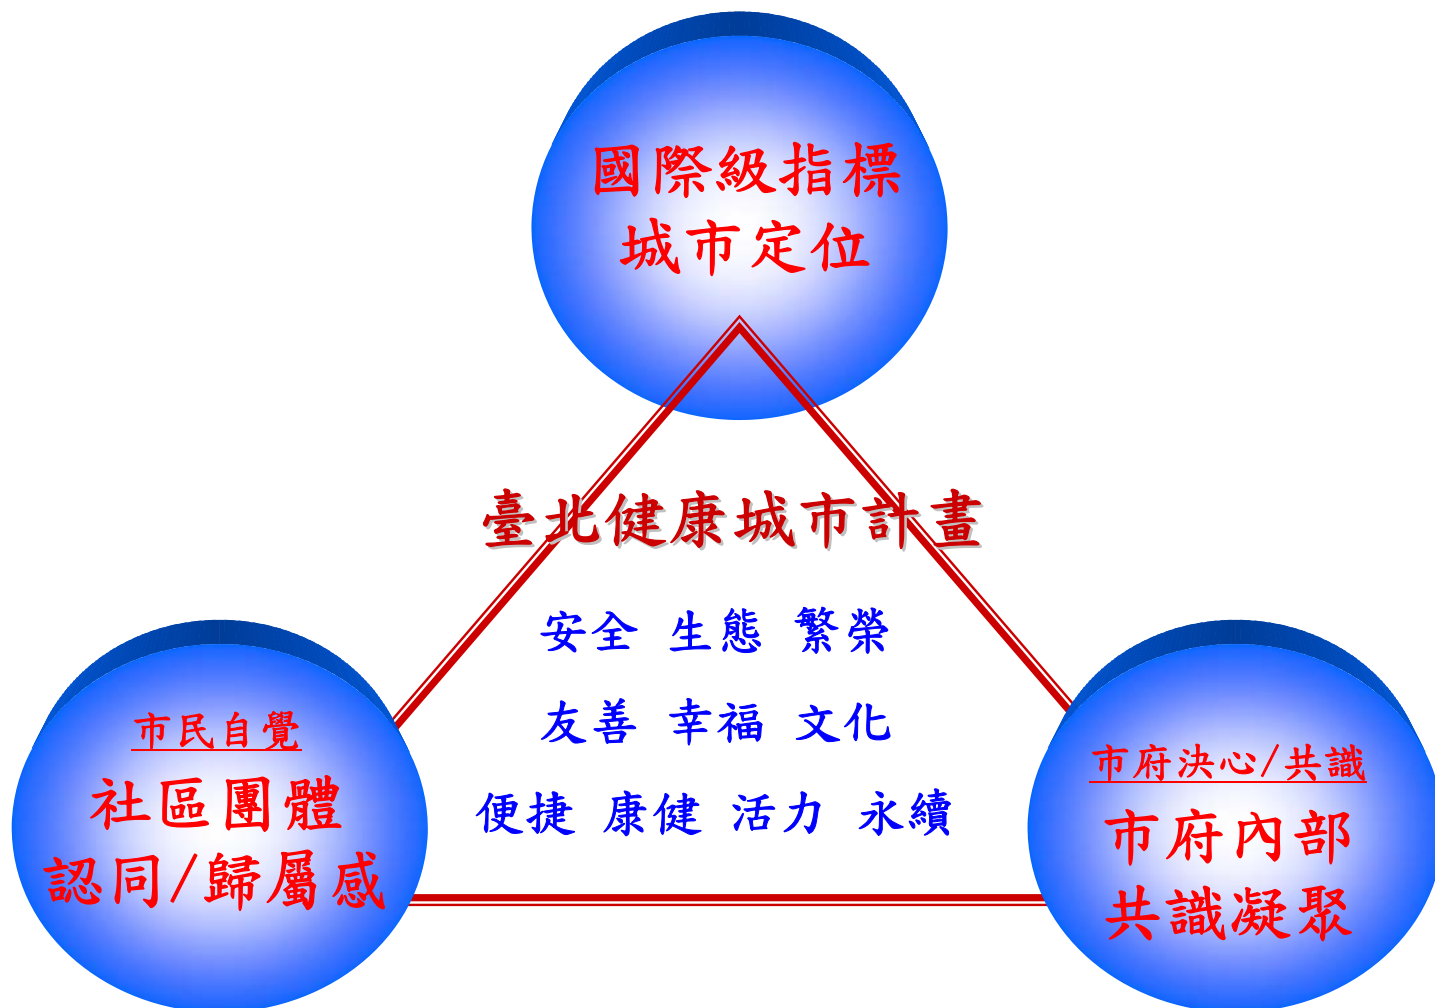 國際級指標
城市定位
臺北健康城市計畫
安全 生態 繁榮
友善 幸福 文化
便捷 康健 活力 永續
市民自覺
社區團體
認同/歸屬感
市府決心/共識
市府內部
共識凝聚